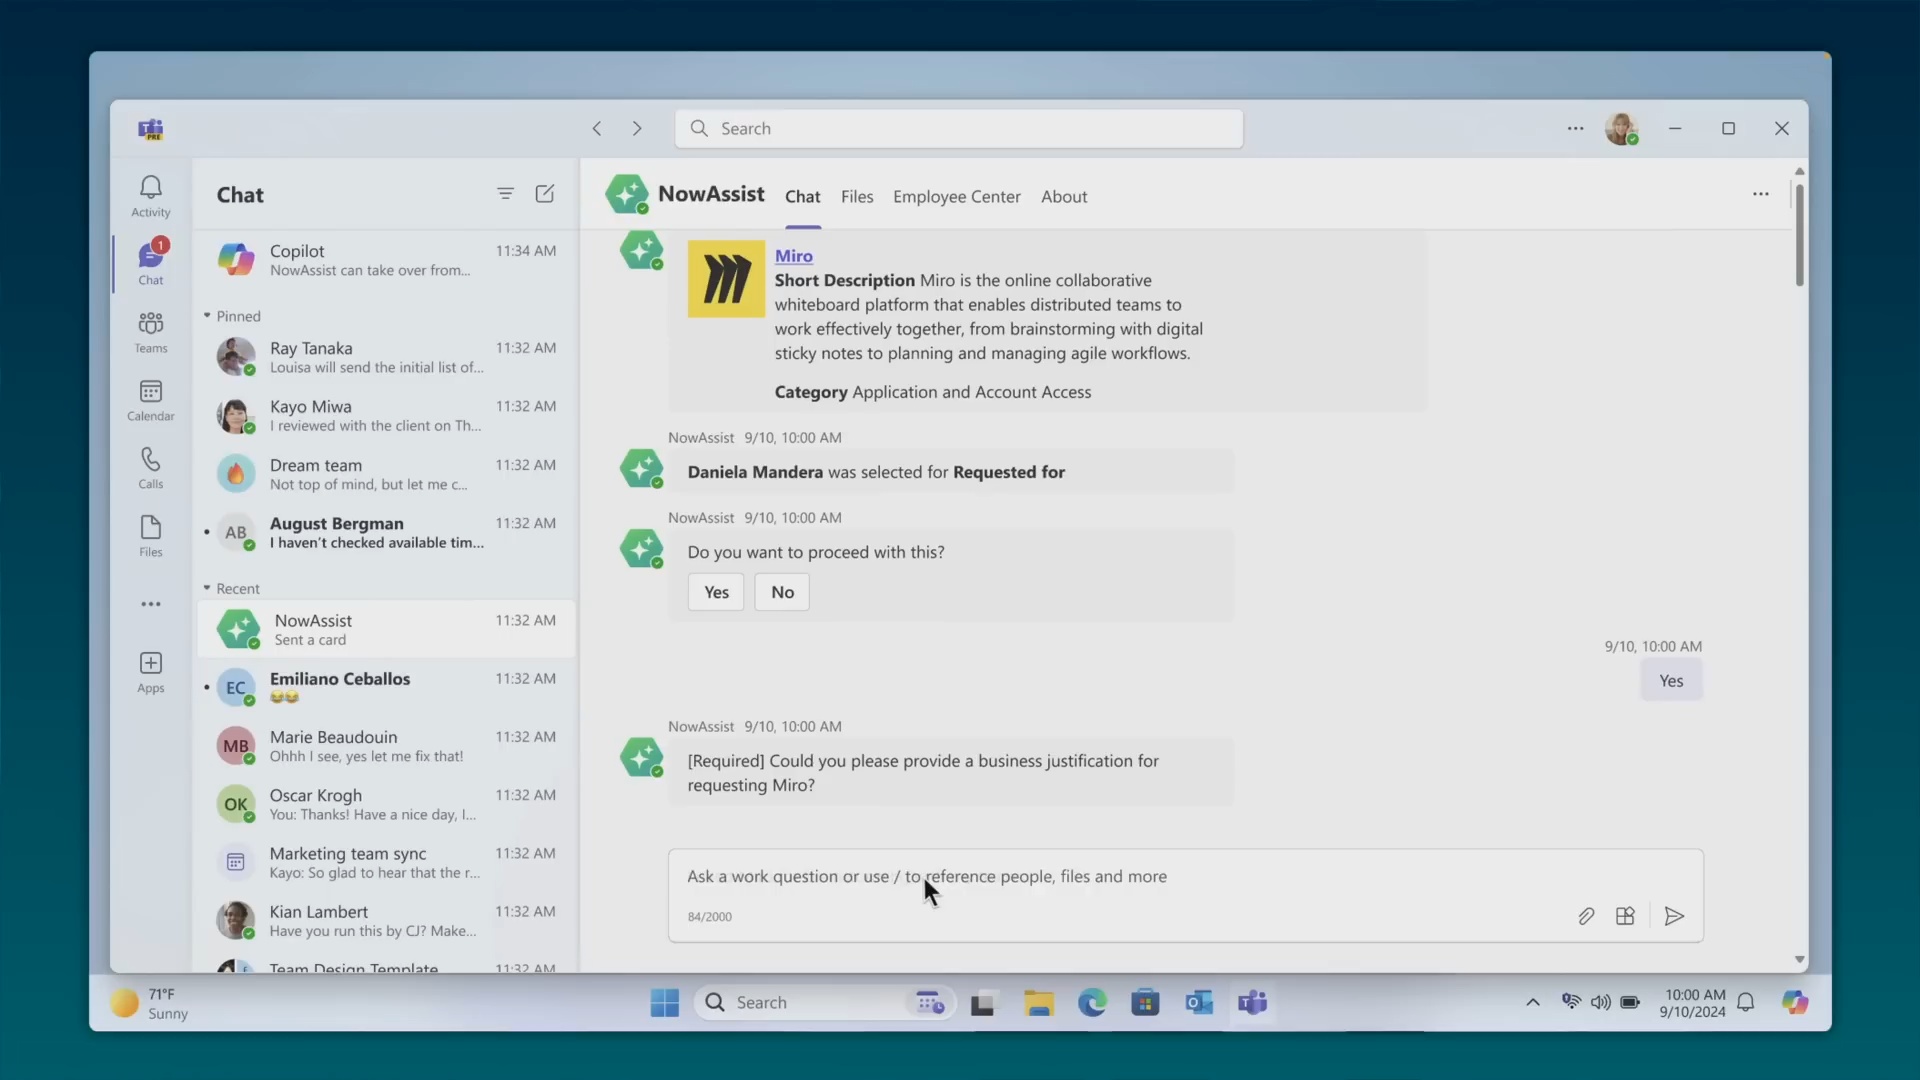 PRE
Search
Activity
1
Chat
Teams
Calendar
Calls
Files
Apps
Chat
Copilot
11:34 AM
NowAssist can take over from...
Pinned
Ray Tanaka
11:32 AM
Louisa will send the initial list of...
Kayo Miwa
11:32 AM
I reviewed with the client on Th...
Dream team
11:32 AM
Not top of mind, but let me c...
AB
August Bergman
11:32 AM
I haven't checked available tim...
Recent
NowAssist
11:32 AM
Sent a card
EC
Emiliano Ceballos
11:32 AM
MB
Marie Beaudouin
11:32 AM
Ohhh I see, yes let me fix that!
OK
Oscar Krogh
11:32 AM
You: Thanks! Have a nice day, I...
Marketing team sync
11:32 AM
Kayo: So glad to hear that the r...
Kian Lambert
11:32 AM
Have you run this by CJ? Make...
Team Design Template
11:32 AM
NowAssist
Chat
Files
Employee Center
About
Miro
Short Description Miro is the online collaborative
whiteboard platform that enables distributed teams to
work effectively together, from brainstorming with digital
sticky notes to planning and managing agile workflows.
Category Application and Account Access
NowAssist 9/10, 10:00 AM
Daniela Mandera was selected for Requested for
NowAssist 9/10, 10:00 AM
Do you want to proceed with this?
Yes
No
9/10, 10:00 AM
Yes
NowAssist 9/10, 10:00 AM
[Required] Could you please provide a business justification for
requesting Miro?
Ask a work question or use / to reference people, files and more
84/2000
71°F
Sunny
Search
10:00 AM
9/10/2024